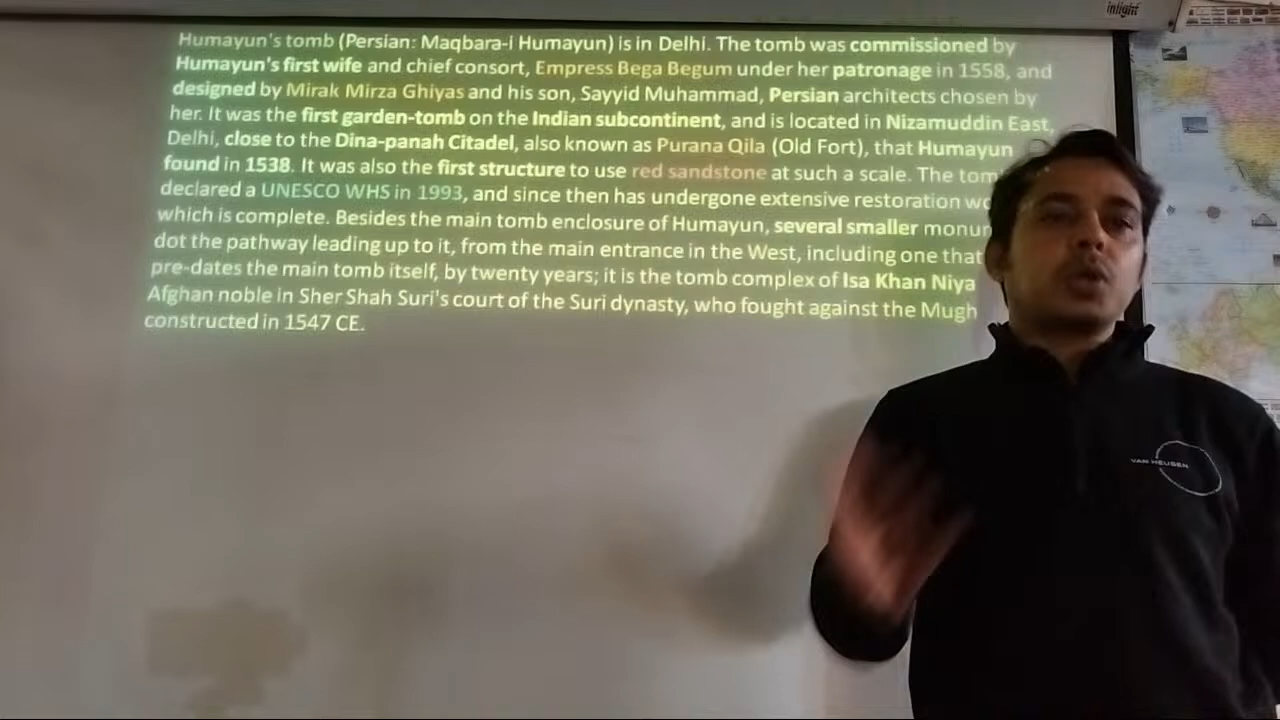 inlight
Humayun's tomb (Persian: Maqbara-i Humayun) is in Delhi. The tomb was commissioned by
Humayun's first wife and chief consort, Empress Bega Begum under her patronage in 1558, and
designed by Mirak Mirza Ghiyas and his son, Sayyid Muhammad, Persian architects chosen by
her. It was the first garden-tomb on the Indian subcontinent, and is located in Nizamuddin East,
Delhi, close to the Dina-panah Citadel, also known as Purana Qila (Old Fort), that Humayun
found in 1538. It was also the first structure to use red sandstone at such a scale. The tom
declared a UNESCO WHS in 1993, and since then has undergone extensive restoration wo
which is complete. Besides the main tomb enclosure of Humayun, several smaller monu
dot the pathway leading up to it, from the main entrance in the West, including one that
pre-dates the main tomb itself, by twenty years; it is the tomb complex of Isa Khan Niya
Afghan noble in Sher Shah Suri's court of the Suri dynasty, who fought against the Mugh
constructed in 1547 CE.
VAN HEUSEN